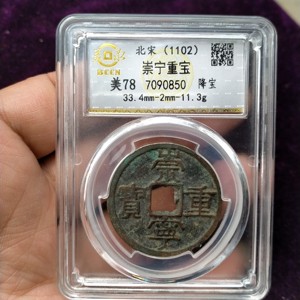 北宋（1102）
崇宁重宝
美78 7090850 降宝
33.4mm-2mm-11.3g
崇
寶 重
寧